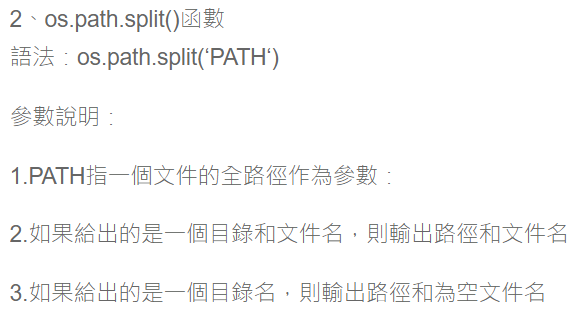 2、os.path.split()函數
語法：os.path.split(‘PATH‘)
參數說明：
1.PATH指一個文件的全路徑作為參數：
2.如果給出的是一個目錄和文件名，則輸出路徑和文件名
3.如果給出的是一個目錄名，則輸出路徑和為空文件名